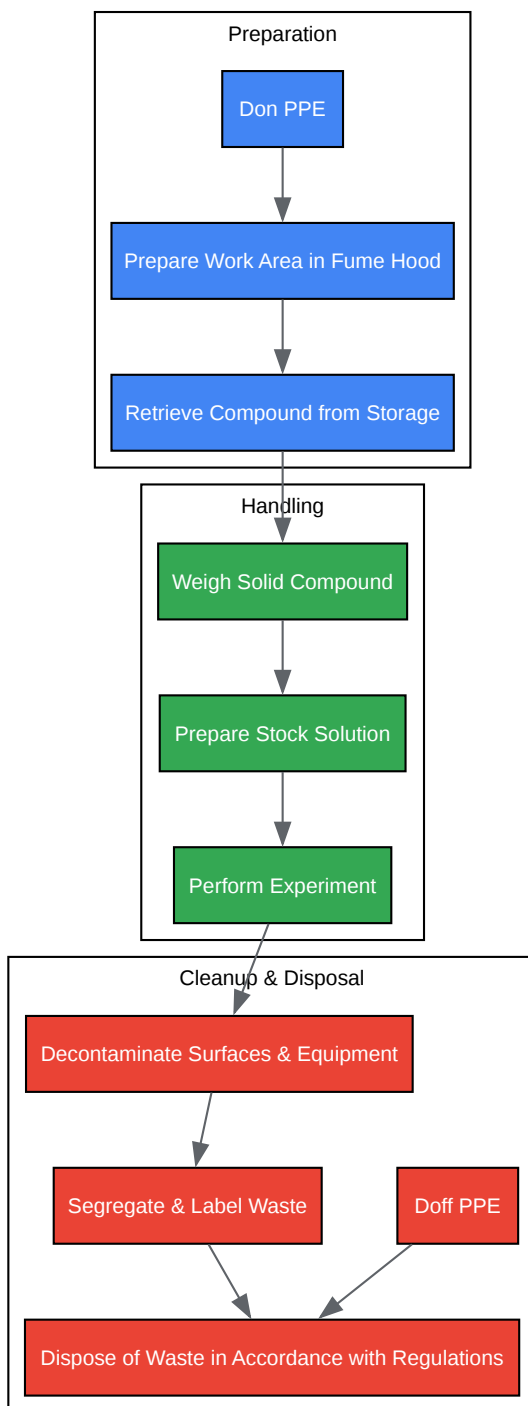 Preparation
Don PPE
Prepare Work Area in Fume Hood
Retrieve Compound from Storage
Handling
Weigh Solid Compound
Prepare Stock Solution
Perform Experiment
Cleanup & Disposal
Decontaminate Surfaces & Equipment
Segregate & Label Waste
Doff PPE
Dispose of Waste in Accordance with Regulations